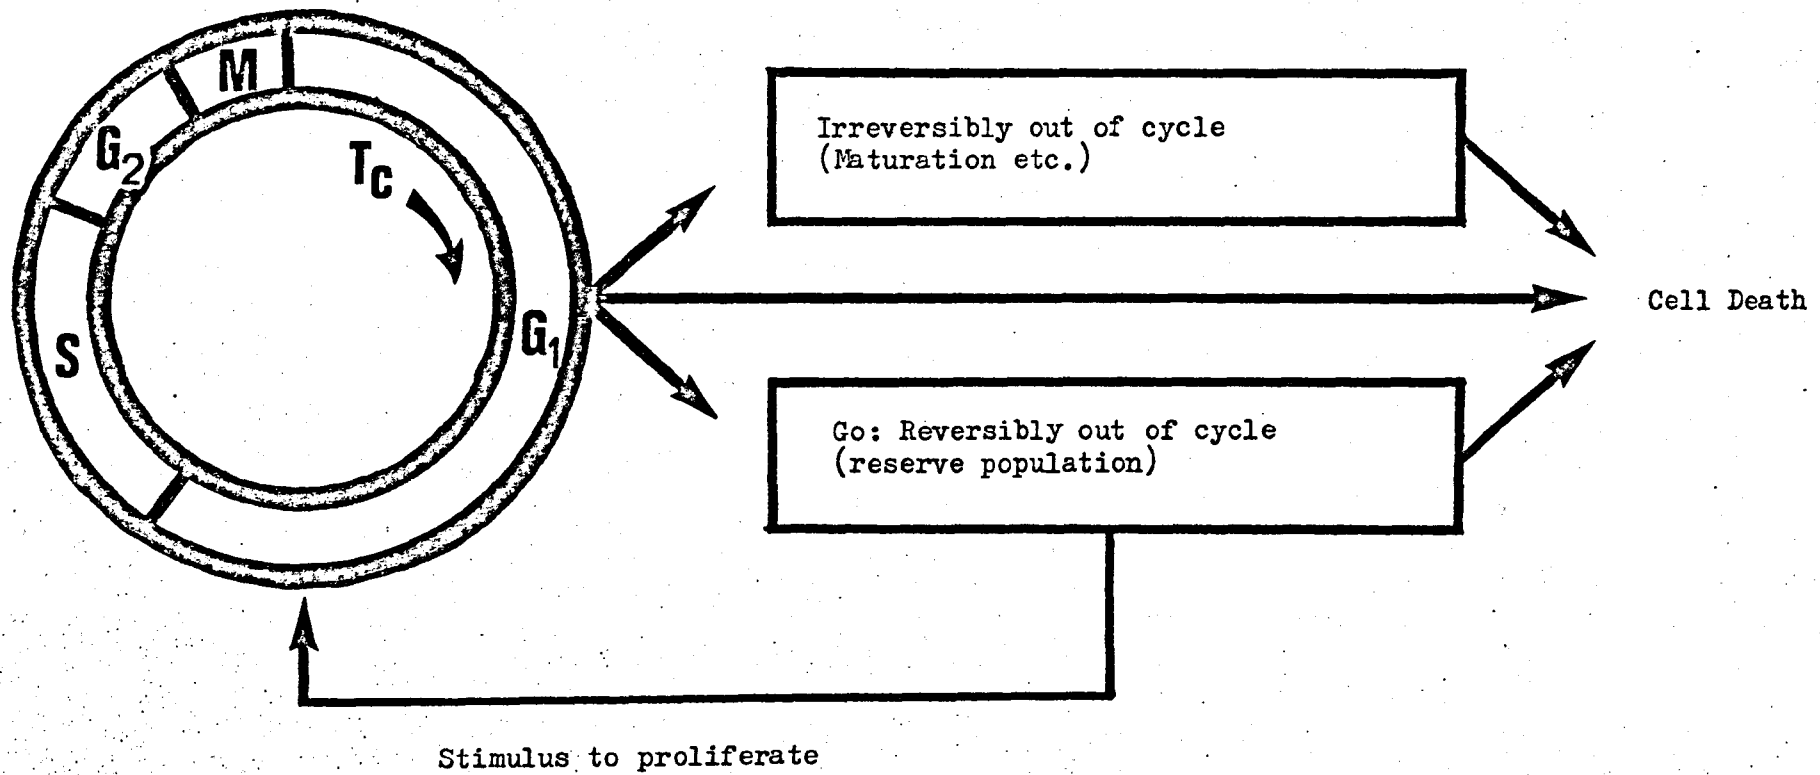 M
G₂
T_C
S
G₁
Irreversibly out of cycle
(Maturation etc.)
Cell Death
Go: Reversibly out of cycle
(reserve population)
Stimulus to proliferate